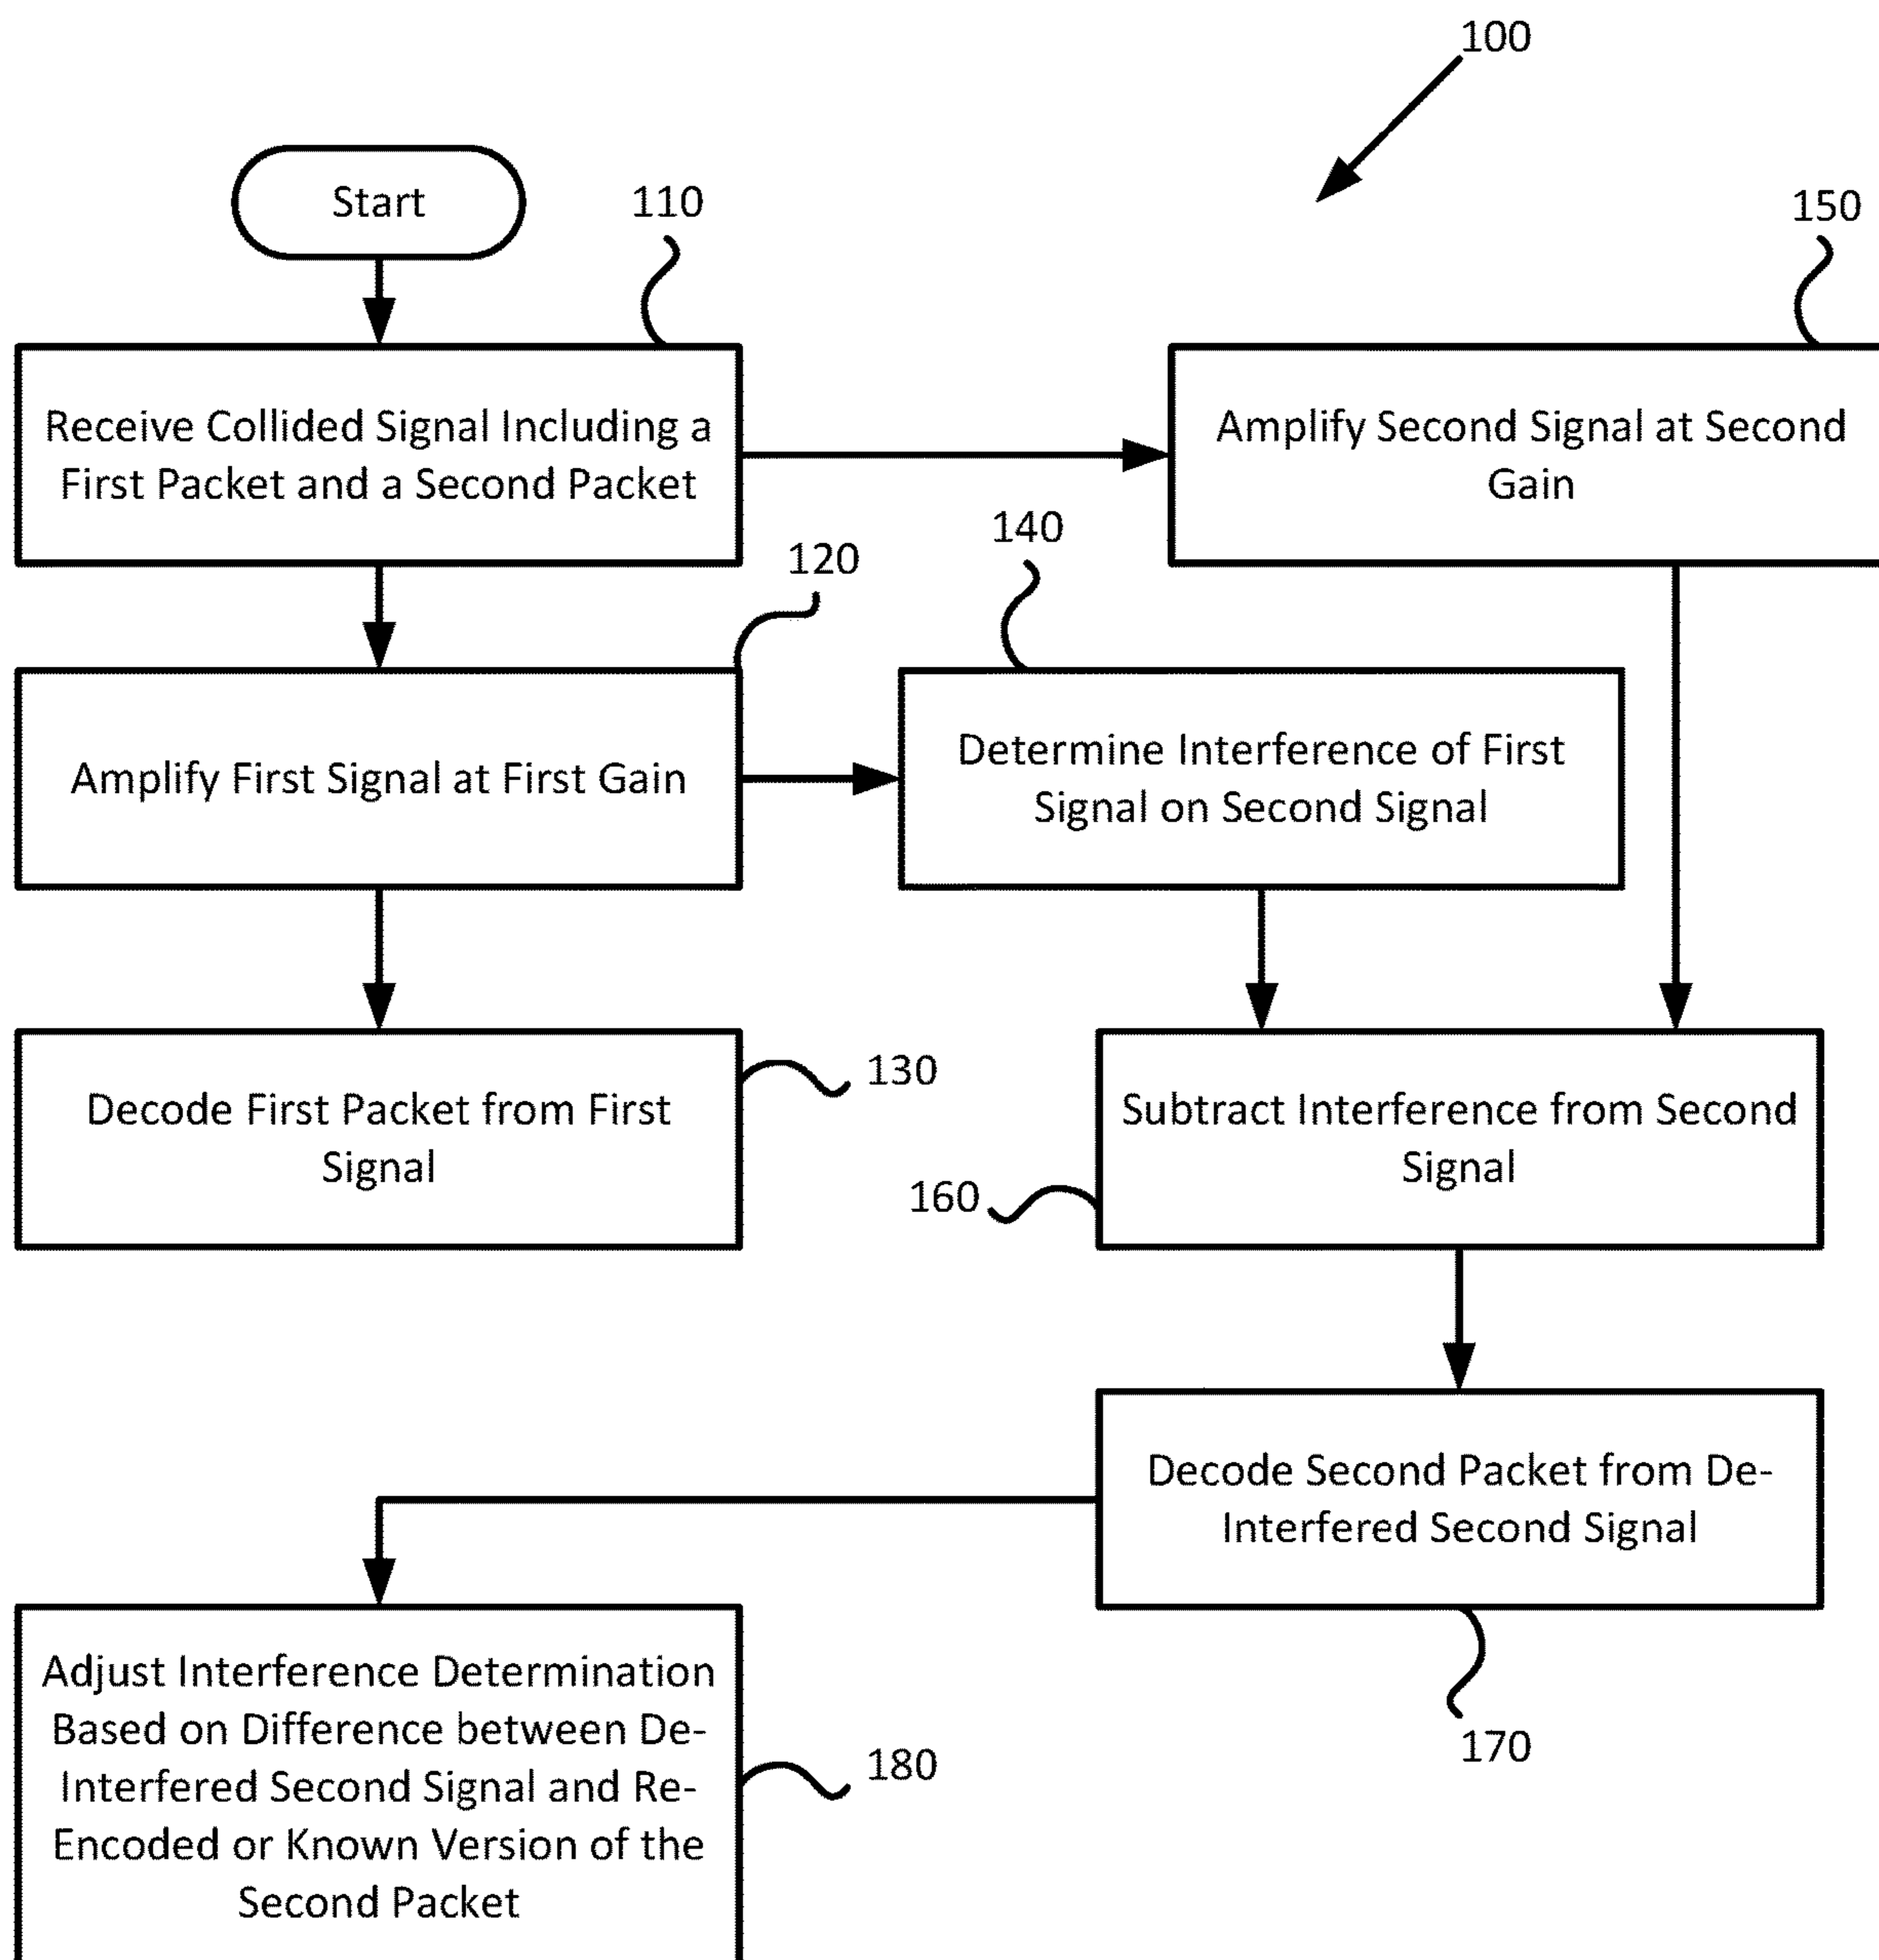 100
Start
110
150
Receive Collided Signal Including a
First Packet and a Second Packet
Amplify Second Signal at Second
Gain
120
140
Amplify First Signal at First Gain
Determine Interference of First
Signal on Second Signal
Decode First Packet from First
Signal
130
Subtract Interference from Second
Signal
160
Decode Second Packet from De-
Interfered Second Signal
170
Adjust Interference Determination
Based on Difference between De-
Interfered Second Signal and Re-
Encoded or Known Version of the
Second Packet
180